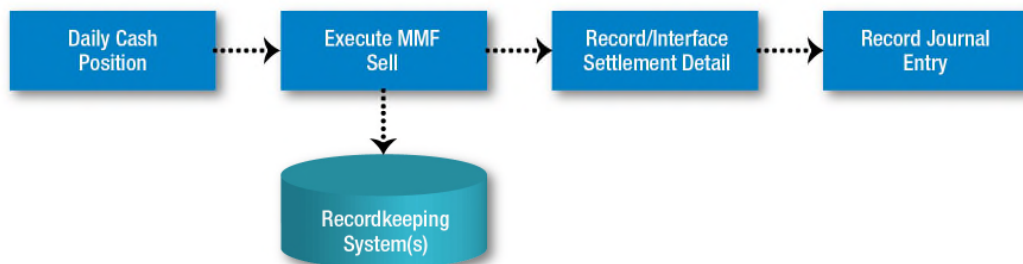 Daily Cash
Position
Execute MMF
Sell
Record/Interface
Settlement Detail
Record Journal
Entry
Recordkeeping
System(s)